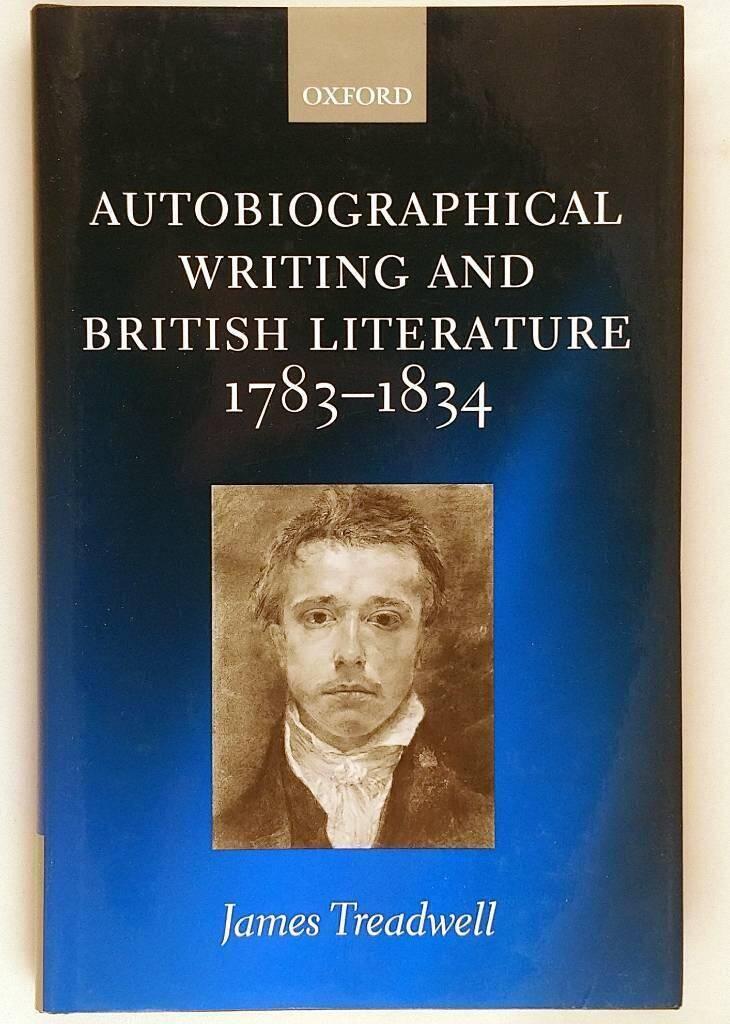 OXFORD
AUTOBIOGRAPHICAL
WRITING AND
BRITISH LITERATURE
1783–1834
James Treadwell